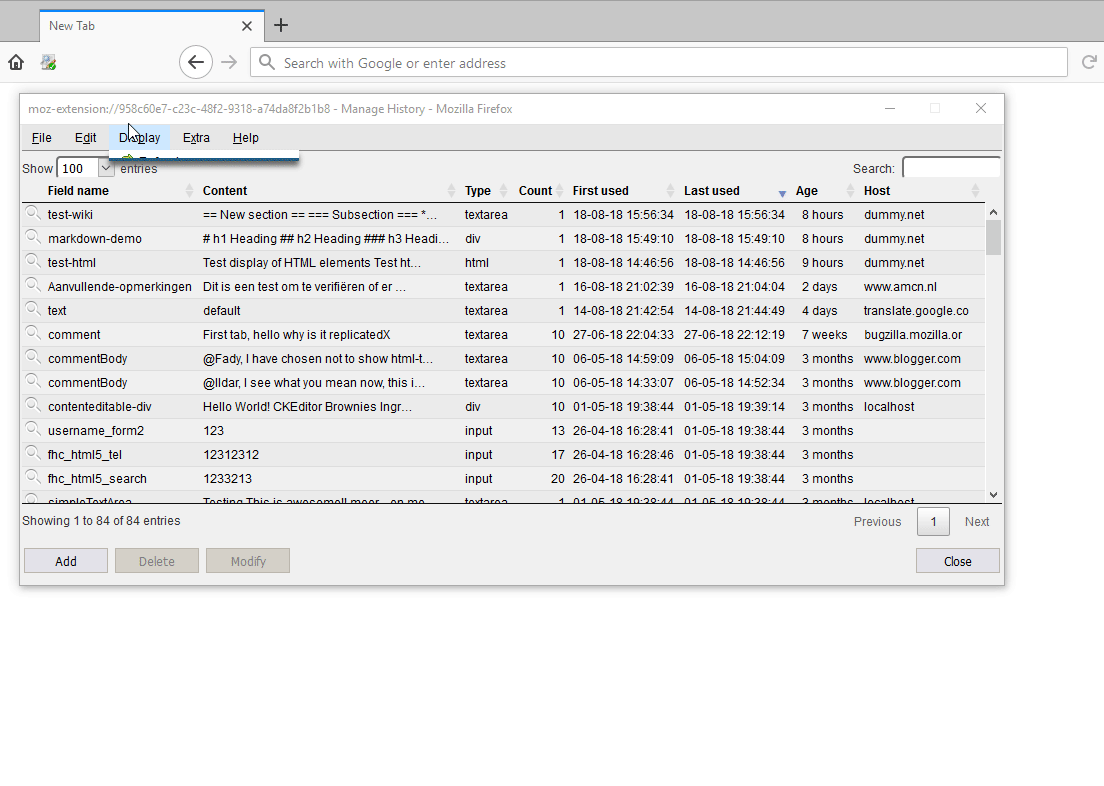 New Tab
Search with Google or enter address
moz-extension://958c60e7-c23c-48f2-9318-a74da8f2b1b8 - Manage History - Mozilla Firefox
File Edit Display Extra Help
Show 100 entries Search:
Field name Content Type Count First used Last used Age Host
test-wiki == New section == === Subsection === *... textarea 1 18-08-18 15:56:34 18-08-18 15:56:34 8 hours dummy.net
markdown-demo # h1 Heading ## h2 Heading ### h3 Headi... div 1 18-08-18 15:49:10 18-08-18 15:49:10 8 hours dummy.net
test-html Test display of HTML elements Test ht... html 1 18-08-18 14:46:56 18-08-18 14:46:56 9 hours dummy.net
Aanvullende-opmerkingen Dit is een test om te verifiëren of er ... textarea 1 16-08-18 21:02:39 16-08-18 21:04:04 2 days www.amcn.nl
text default textarea 1 14-08-18 21:42:54 14-08-18 21:44:49 4 days translate.google.co
comment First tab, hello why is it replicatedX textarea 10 27-06-18 22:04:33 27-06-18 22:12:19 7 weeks bugzilla.mozilla.or
commentBody @Fady, I have chosen not to show html-t... textarea 10 06-05-18 14:59:09 06-05-18 15:04:09 3 months www.blogger.com
commentBody @Ildar, I see what you mean now, this i... textarea 10 06-05-18 14:33:07 06-05-18 14:52:34 3 months www.blogger.com
contenteditable-div Hello World! CKEditor Brownies Ingr... div 10 01-05-18 19:38:44 01-05-18 19:39:14 3 months localhost
username_form2 123 input 13 26-04-18 16:28:41 01-05-18 19:38:44 3 months
fhc_html5_tel 12312312 input 17 26-04-18 16:28:46 01-05-18 19:38:44 3 months
fhc_html5_search 1233213 input 20 26-04-18 16:28:41 01-05-18 19:38:44 3 months
simpleTextArea textarea 1 01-05-18 19:38:44 01-05-18 19:38:44 3 months localhost
Showing 1 to 84 of 84 entries Previous 1 Next
Add Delete Modify Close